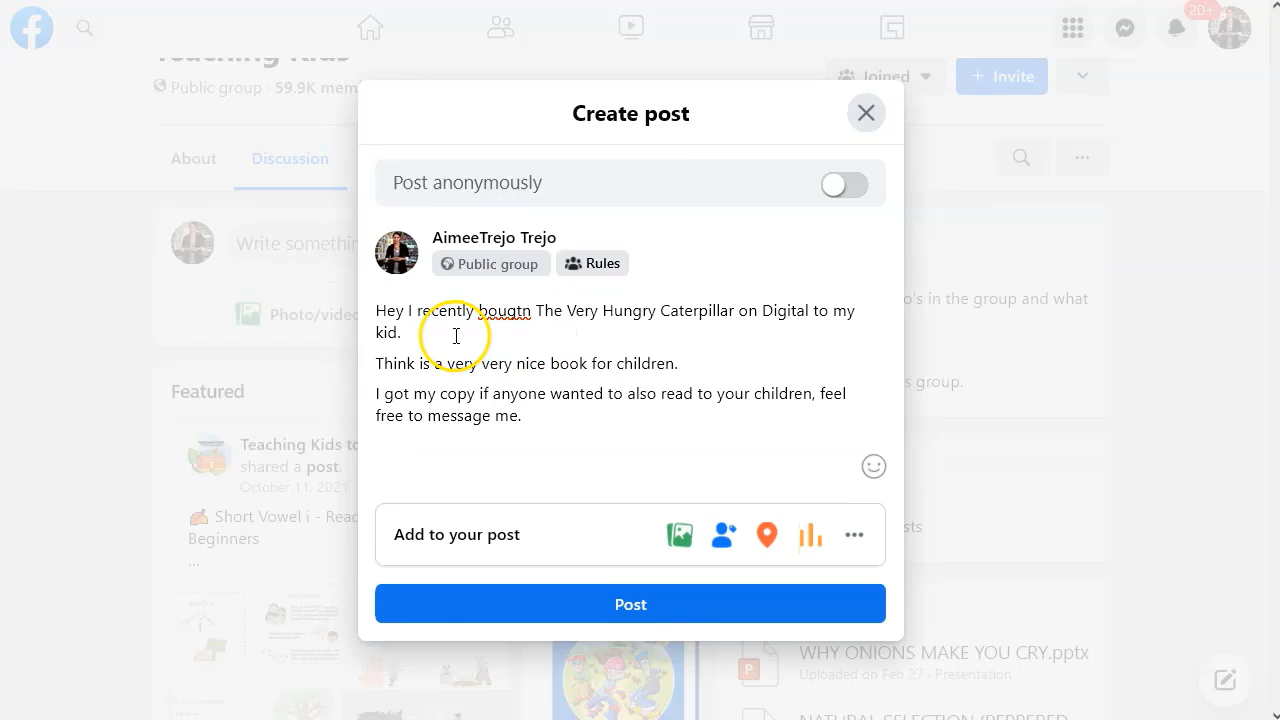 20+
Teaching Kids
Public group · 59.9K mem
Joined
+ Invite
Create post
About
Discussion
Post anonymously
Write somethin
AimeeTrejo Trejo
Public group
Rules
Photo/video
Hey I recently bougtn The Very Hungry Caterpillar on Digital to my
kid.
Think is a very very nice book for children.
I got my copy if anyone wanted to also read to your children, feel
free to message me.
o's in the group and what
s group.
Featured
Teaching Kids to
shared a post.
October 11, 2021
Short Vowel i - Read
Beginners
...
Add to your post
sts
Post
WHY ONIONS MAKE YOU CRY.pptx
Uploaded on Feb 27 · Presentation
NATURAL SELECTION (PEPPERED